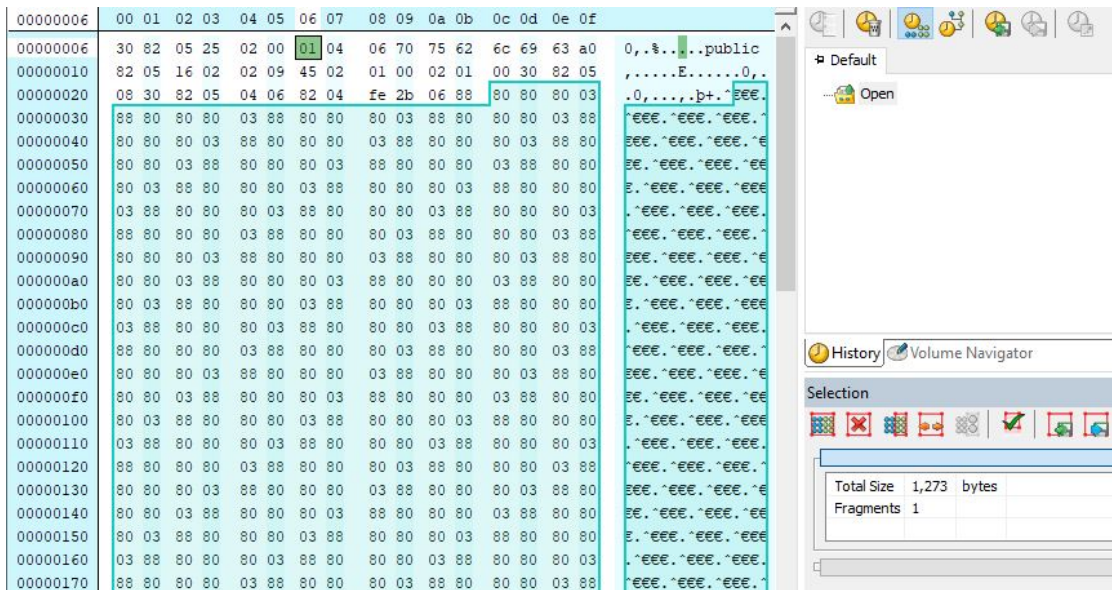 00000006 00 01 02 03 04 05 06 07 08 09 0a 0b 0c 0d 0e 0f
00000006 30 82 05 25 02 00 01 04 06 70 75 62 6c 69 63 a0 0‚.%.....public
00000010 82 05 16 02 02 09 45 02 01 00 02 01 00 30 82 05 ‚.....E......0‚.
00000020 08 30 82 05 04 06 82 04 fe 2b 06 88 80 80 80 03 .0‚...‚.þ+.ˆ€€€.
00000030 88 80 80 80 03 88 80 80 80 03 88 80 80 80 03 88 ˆ€€€.ˆ€€€.ˆ€€€.ˆ
00000040 80 80 80 03 88 80 80 80 03 88 80 80 80 03 88 80 €€€.ˆ€€€.ˆ€€€.ˆ€
00000050 80 80 03 88 80 80 80 03 88 80 80 80 03 88 80 80 €€.ˆ€€€.ˆ€€€.ˆ€€
00000060 80 03 88 80 80 80 03 88 80 80 80 03 88 80 80 80 €.ˆ€€€.ˆ€€€.ˆ€€€
00000070 03 88 80 80 80 03 88 80 80 80 03 88 80 80 80 03 .ˆ€€€.ˆ€€€.ˆ€€€.
00000080 88 80 80 80 03 88 80 80 80 03 88 80 80 80 03 88 ˆ€€€.ˆ€€€.ˆ€€€.ˆ
00000090 80 80 80 03 88 80 80 80 03 88 80 80 80 03 88 80 €€€.ˆ€€€.ˆ€€€.ˆ€
000000a0 80 80 03 88 80 80 80 03 88 80 80 80 03 88 80 80 €€.ˆ€€€.ˆ€€€.ˆ€€
000000b0 80 03 88 80 80 80 03 88 80 80 80 03 88 80 80 80 €.ˆ€€€.ˆ€€€.ˆ€€€
000000c0 03 88 80 80 80 03 88 80 80 80 03 88 80 80 80 03 .ˆ€€€.ˆ€€€.ˆ€€€.
000000d0 88 80 80 80 03 88 80 80 80 03 88 80 80 80 03 88 ˆ€€€.ˆ€€€.ˆ€€€.ˆ
000000e0 80 80 80 03 88 80 80 80 03 88 80 80 80 03 88 80 €€€.ˆ€€€.ˆ€€€.ˆ€
000000f0 80 80 03 88 80 80 80 03 88 80 80 80 03 88 80 80 €€.ˆ€€€.ˆ€€€.ˆ€€
00000100 80 03 88 80 80 80 03 88 80 80 80 03 88 80 80 80 €.ˆ€€€.ˆ€€€.ˆ€€€
00000110 03 88 80 80 80 03 88 80 80 80 03 88 80 80 80 03 .ˆ€€€.ˆ€€€.ˆ€€€.
00000120 88 80 80 80 03 88 80 80 80 03 88 80 80 80 03 88 ˆ€€€.ˆ€€€.ˆ€€€.ˆ
00000130 80 80 80 03 88 80 80 80 03 88 80 80 80 03 88 80 €€€.ˆ€€€.ˆ€€€.ˆ€
00000140 80 80 03 88 80 80 80 03 88 80 80 80 03 88 80 80 €€.ˆ€€€.ˆ€€€.ˆ€€
00000150 80 03 88 80 80 80 03 88 80 80 80 03 88 80 80 80 €.ˆ€€€.ˆ€€€.ˆ€€€
00000160 03 88 80 80 80 03 88 80 80 80 03 88 80 80 80 03 .ˆ€€€.ˆ€€€.ˆ€€€.
00000170 88 80 80 80 03 88 80 80 80 03 88 80 80 80 03 88 ˆ€€€.ˆ€€€.ˆ€€€.ˆ
Default
Open
History Volume Navigator
Selection
Total Size 1,273 bytes
Fragments 1